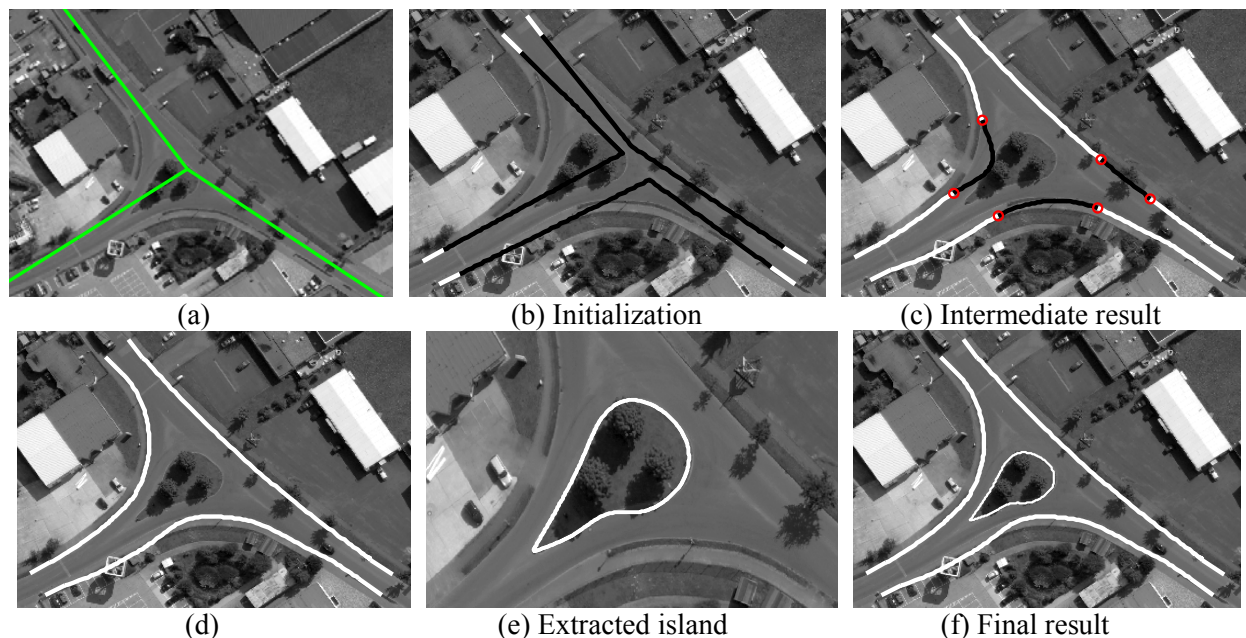 (a)
(b) Initialization
(c) Intermediate result
(d)
(e) Extracted island
(f) Final result